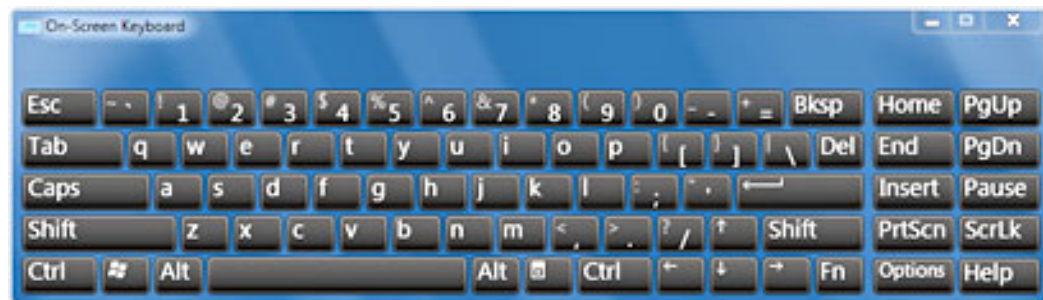 On-Screen Keyboard
Esc ~ ` ! 1 @ 2 # 3 $ 4 % 5 ^ 6 & 7 * 8 ( 9 ) 0 _ - + = Bksp Home PgUp
Tab q w e r t y u i o p { [ } ] | \ Del End PgDn
Caps a s d f g h j k l : ; " ' Insert Pause
Shift z x c v b n m < , > . ? / ↑ Shift PrtScn ScrLk
Ctrl Alt Alt Ctrl ← ↓ → Fn Options Help